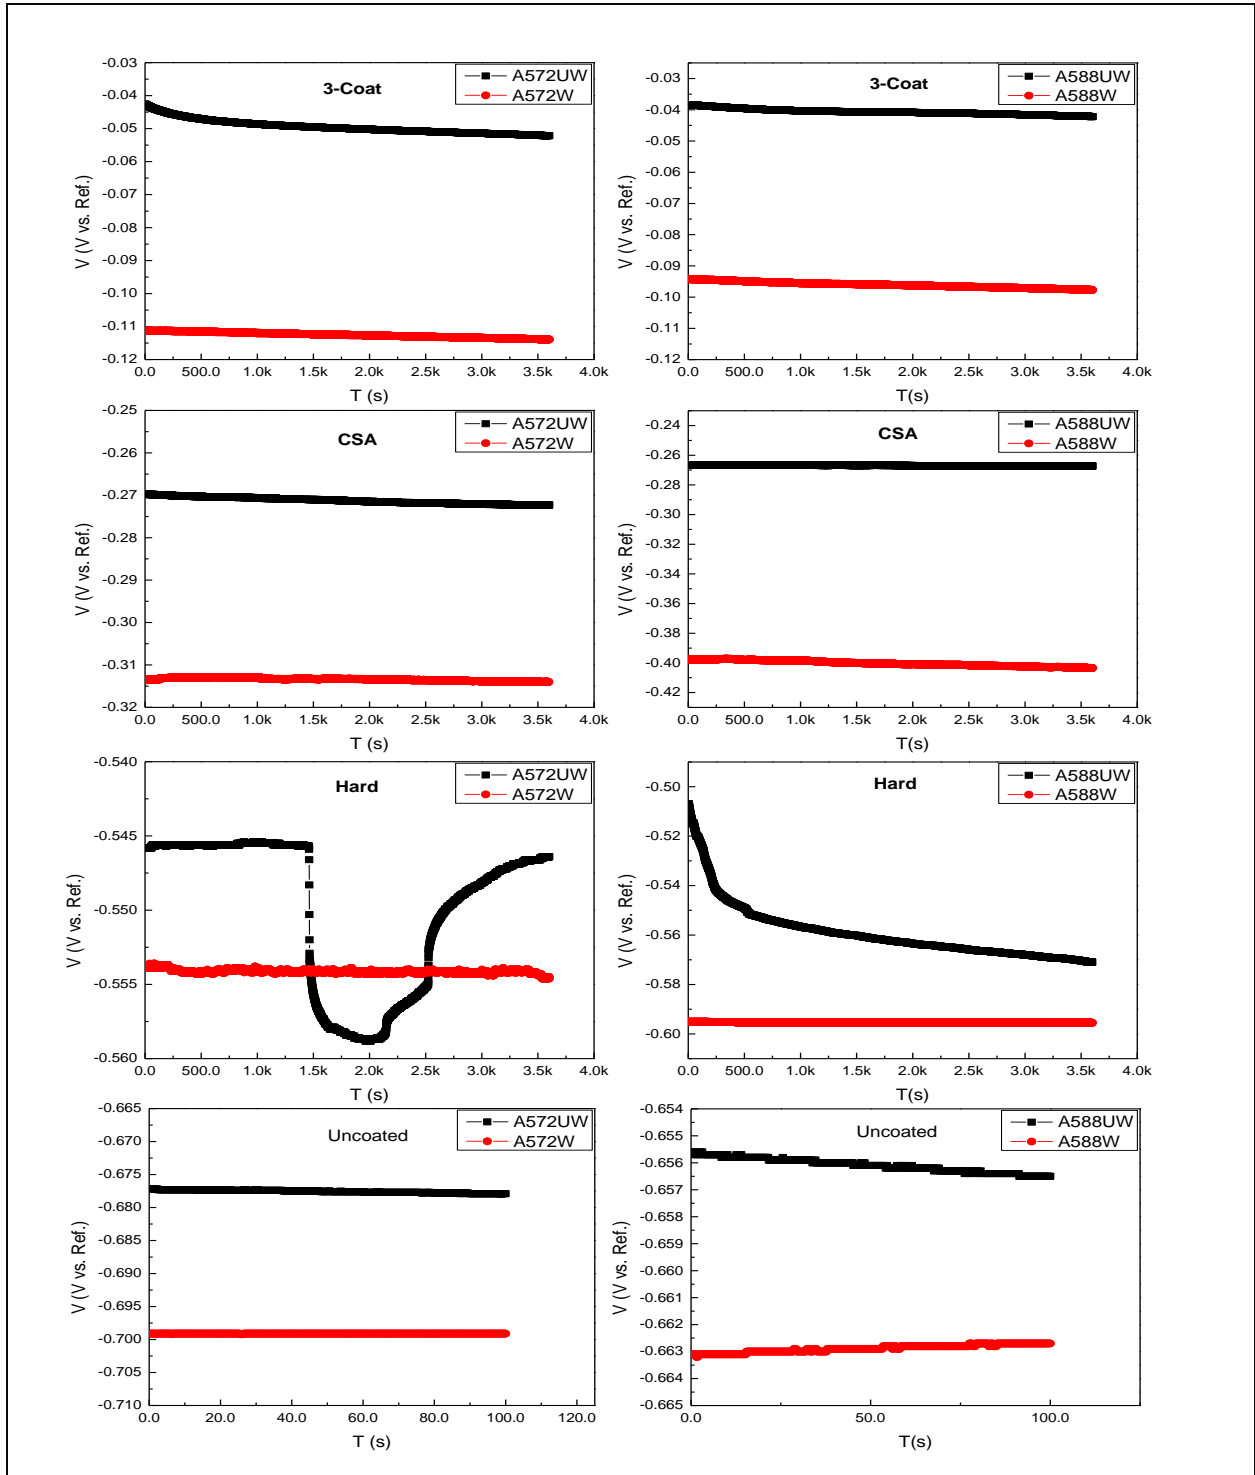 3-Coat
A572UW
A572W
-0.03
-0.04
-0.05
-0.06
-0.07
-0.08
-0.09
-0.10
-0.11
-0.12
V (V vs. Ref.)
0.0 500.0 1.0k 1.5k 2.0k 2.5k 3.0k 3.5k 4.0k
T (s)
3-Coat
A588UW
A588W
-0.03
-0.04
-0.05
-0.06
-0.07
-0.08
-0.09
-0.10
-0.11
-0.12
V (V vs. Ref.)
0.0 500.0 1.0k 1.5k 2.0k 2.5k 3.0k 3.5k 4.0k
T(s)
CSA
A572UW
A572W
-0.25
-0.26
-0.27
-0.28
-0.29
-0.30
-0.31
-0.32
V (V vs. Ref.)
0.0 500.0 1.0k 1.5k 2.0k 2.5k 3.0k 3.5k 4.0k
T (s)
CSA
A588UW
A588W
-0.24
-0.26
-0.28
-0.30
-0.32
-0.34
-0.36
-0.38
-0.40
-0.42
V (V vs. Ref.)
0.0 500.0 1.0k 1.5k 2.0k 2.5k 3.0k 3.5k 4.0k
T(s)
Hard
A572UW
A572W
-0.540
-0.545
-0.550
-0.555
-0.560
V (V vs. Ref.)
0.0 500.0 1.0k 1.5k 2.0k 2.5k 3.0k 3.5k 4.0k
T (s)
Hard
A588UW
A588W
-0.50
-0.52
-0.54
-0.56
-0.58
-0.60
V (V vs. Ref.)
0.0 500.0 1.0k 1.5k 2.0k 2.5k 3.0k 3.5k 4.0k
T(s)
Uncoated
A572UW
A572W
-0.665
-0.670
-0.675
-0.680
-0.685
-0.690
-0.695
-0.700
-0.705
-0.710
V (V vs. Ref.)
0.0 20.0 40.0 60.0 80.0 100.0 120.0
T (s)
Uncoated
A588UW
A588W
-0.654
-0.655
-0.656
-0.657
-0.658
-0.659
-0.660
-0.661
-0.662
-0.663
-0.664
-0.665
V (V vs. Ref.)
0.0 50.0 100.0
T(s)